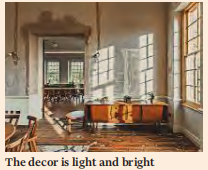 The decor is light and bright